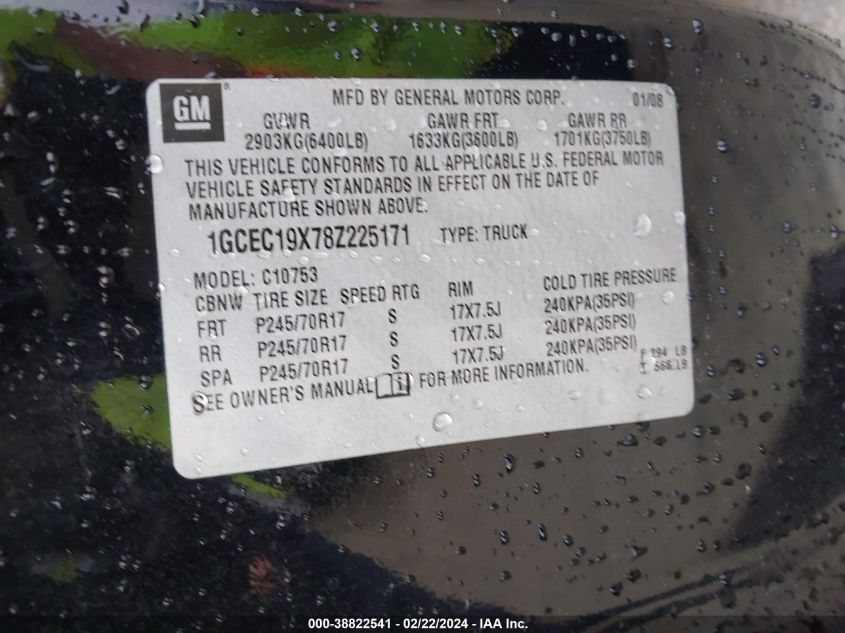 GM
MFD BY GENERAL MOTORS CORP. 01/08
GVWR GAWR FRT GAWR RR
2903KG(6400LB) 1633KG(3600LB) 1701KG(3750LB)
THIS VEHICLE CONFORMS TO ALL APPLICABLE U.S. FEDERAL MOTOR
VEHICLE SAFETY STANDARDS IN EFFECT ON THE DATE OF
MANUFACTURE SHOWN ABOVE.
1GCEC19X78Z225171 TYPE: TRUCK
MODEL: C10753
CBNW TIRE SIZE SPEED RTG RIM COLD TIRE PRESSURE
FRT P245/70R17 S 17X7.5J 240KPA(35PSI)
RR P245/70R17 S 17X7.5J 240KPA(35PSI)
SPA P245/70R17 S 17X7.5J 240KPA(35PSI)
SEE OWNER'S MANUAL FOR MORE INFORMATION.
LB
LB
000-38822541 - 02/22/2024 - IAA Inc.